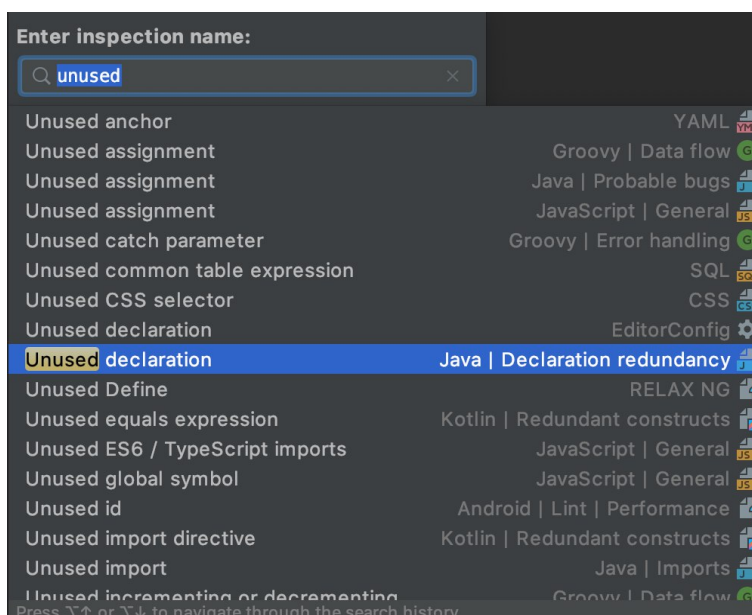 Enter inspection name:
unused
Unused anchor YAML
Unused assignment Groovy | Data flow
Unused assignment Java | Probable bugs
Unused assignment JavaScript | General
Unused catch parameter Groovy | Error handling
Unused common table expression SQL
Unused CSS selector CSS
Unused declaration EditorConfig
Unused declaration Java | Declaration redundancy
Unused Define RELAX NG
Unused equals expression Kotlin | Redundant constructs
Unused ES6 / TypeScript imports JavaScript | General
Unused global symbol JavaScript | General
Unused id Android | Lint | Performance
Unused import directive Kotlin | Redundant constructs
Unused import Java | Imports
Unused incrementing or decrementing Groovy | Data flow
Press ⌥↑ or ⌥↓ to navigate through the search history